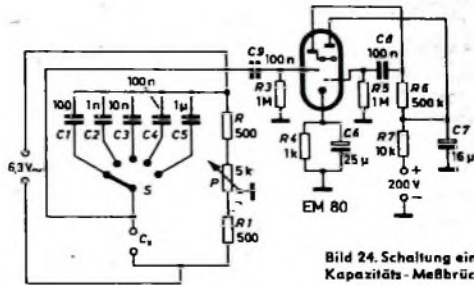 C9
100n
C8
100n
R3
1M
R5
1M
R6
500k
C7
16µ
R7
10k
+
200 V
−
R4
1k
C6
25µ
EM 80
100n
100
1n
10n
1µ
C1
C2
C3
C4
C5
R
500
5k
P
R1
500
6,3V~
S
Cx
Bild 24. Schaltung ein
Kapazitäts-Meßbrüc